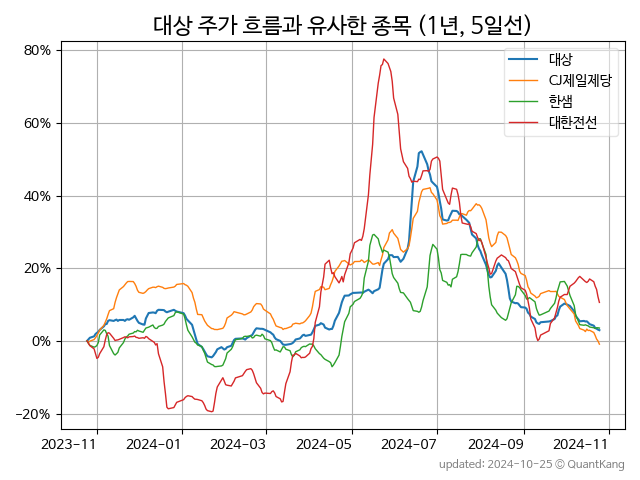 대상 주가 흐름과 유사한 종목 (1년, 5일선)
대상
CJ제일제당
한샘
대한전선
80%
60%
40%
20%
0%
−20%
2023-11
2024-01
2024-03
2024-05
2024-07
2024-09
2024-11
updated: 2024-10-25 © QuantKang